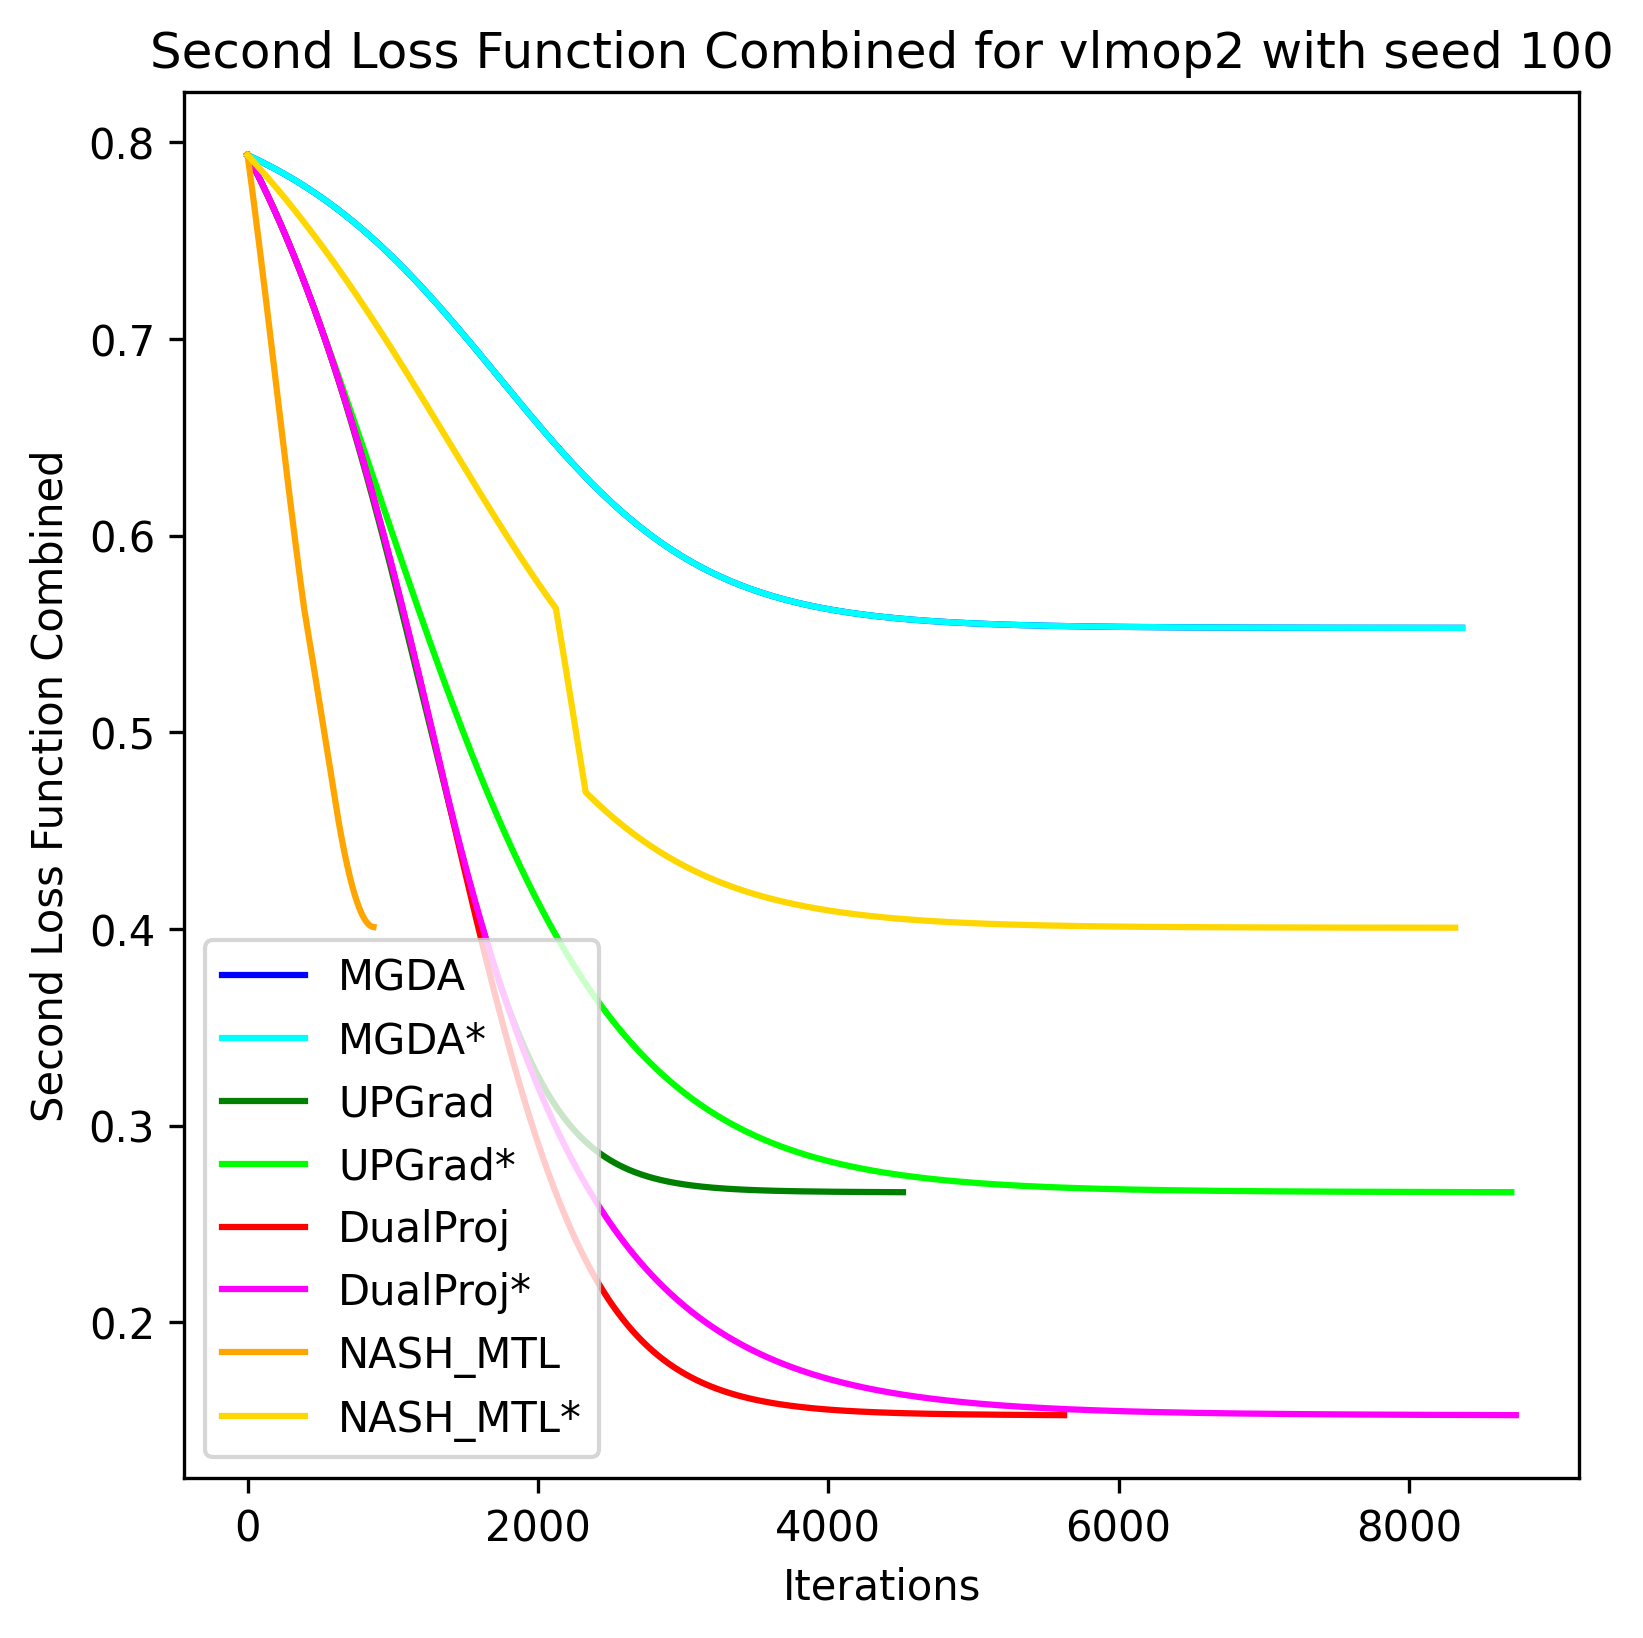 Second Loss Function Combined for vlmop2 with seed 100
Second Loss Function Combined
0.8
0.7
0.6
0.5
0.4
0.3
0.2
MGDA
MGDA*
UPGrad
UPGrad*
DualProj
DualProj*
NASH_MTL
NASH_MTL*
0 2000 4000 6000 8000
Iterations